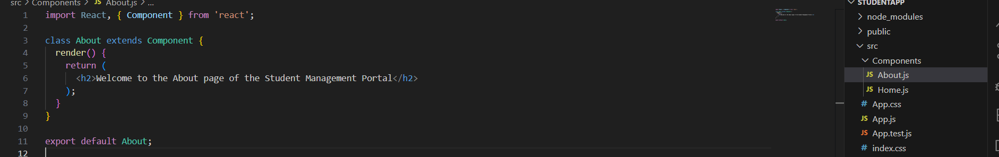 src > Components > JS About.js > ...
1 import React, { Component } from 'react';
2
3 class About extends Component {
4 render() {
5 return (
6 <h2>Welcome to the About page of the Student Management Portal</h2>
7 );
8 }
9 }
10
11 export default About;
12
STUDENTAPP
node_modules
public
src
Components
JS About.js
JS Home.js
# App.css
JS App.js
JS App.test.js
# index.css